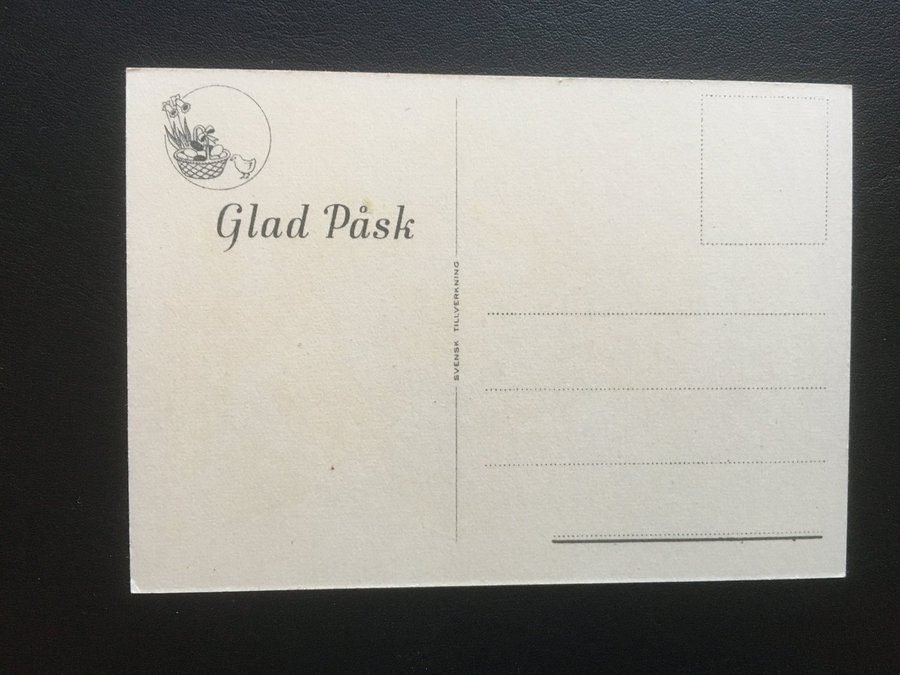 Glad Påsk
SVENSK TILLVERKNING